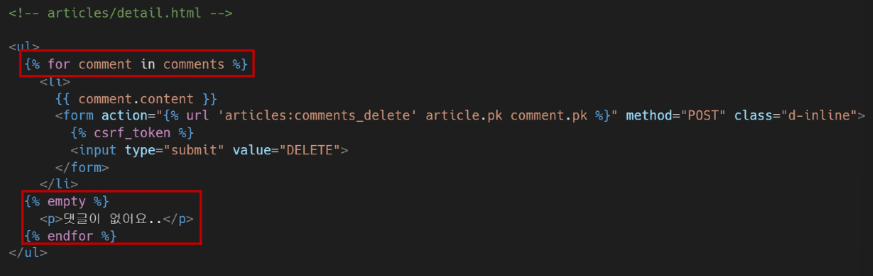 <!-- articles/detail.html -->
<ul>
{% for comment in comments %}
<li>
{{ comment.content }}
<form action="{% url 'articles:comments_delete' article.pk comment.pk %}" method="POST" class="d-inline">
{% csrf_token %}
<input type="submit" value="DELETE">
</form>
</li>
{% empty %}
<p>댓글이 없어요..</p>
{% endfor %}
</ul>